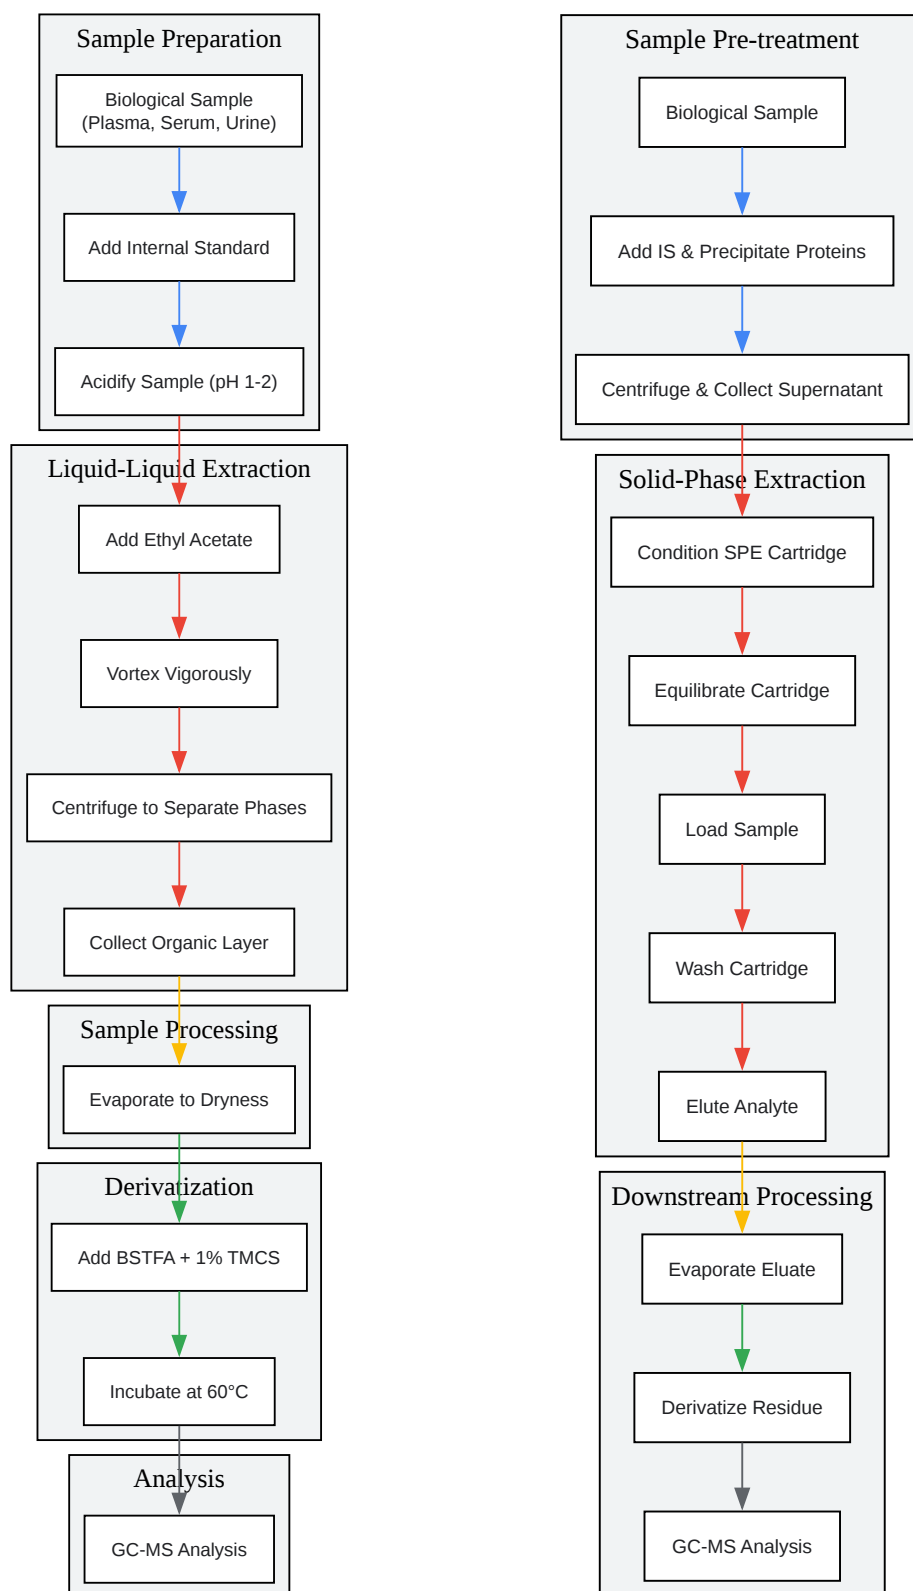 Sample Preparation
Biological Sample
(Plasma, Serum, Urine)
Add Internal Standard
Acidify Sample (pH 1-2)
Liquid-Liquid Extraction
Add Ethyl Acetate
Vortex Vigorously
Centrifuge to Separate Phases
Collect Organic Layer
Sample Processing
Evaporate to Dryness
Derivatization
Add BSTFA + 1% TMCS
Incubate at 60°C
Analysis
GC-MS Analysis
Sample Pre-treatment
Biological Sample
Add IS & Precipitate Proteins
Centrifuge & Collect Supernatant
Solid-Phase Extraction
Condition SPE Cartridge
Equilibrate Cartridge
Load Sample
Wash Cartridge
Elute Analyte
Downstream Processing
Evaporate Eluate
Derivatize Residue
GC-MS Analysis